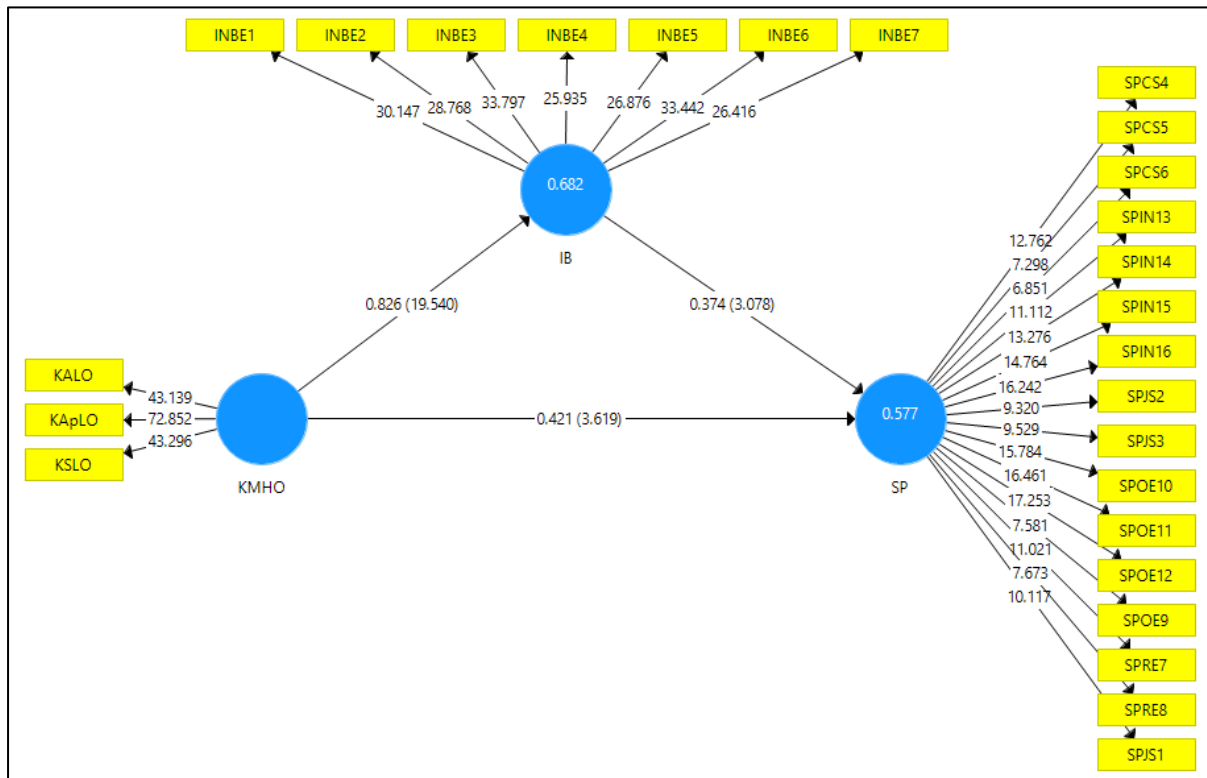 INBE1
INBE2
INBE3
INBE4
INBE5
INBE6
INBE7
30.147
28.768
33.797
25.935
26.876
33.442
26.416
0.682
IB
0.826 (19.540)
0.374 (3.078)
KALO
KApLO
KSLO
43.139
72.852
43.296
KMHO
0.421 (3.619)
0.577
SP
12.762
7.298
6.851
11.112
13.276
14.764
16.242
9.320
9.529
15.784
16.461
17.253
7.581
11.021
7.673
10.117
SPCS4
SPCS5
SPCS6
SPIN13
SPIN14
SPIN15
SPIN16
SPJS2
SPJS3
SPOE10
SPOE11
SPOE12
SPOE9
SPRE7
SPRE8
SPJS1